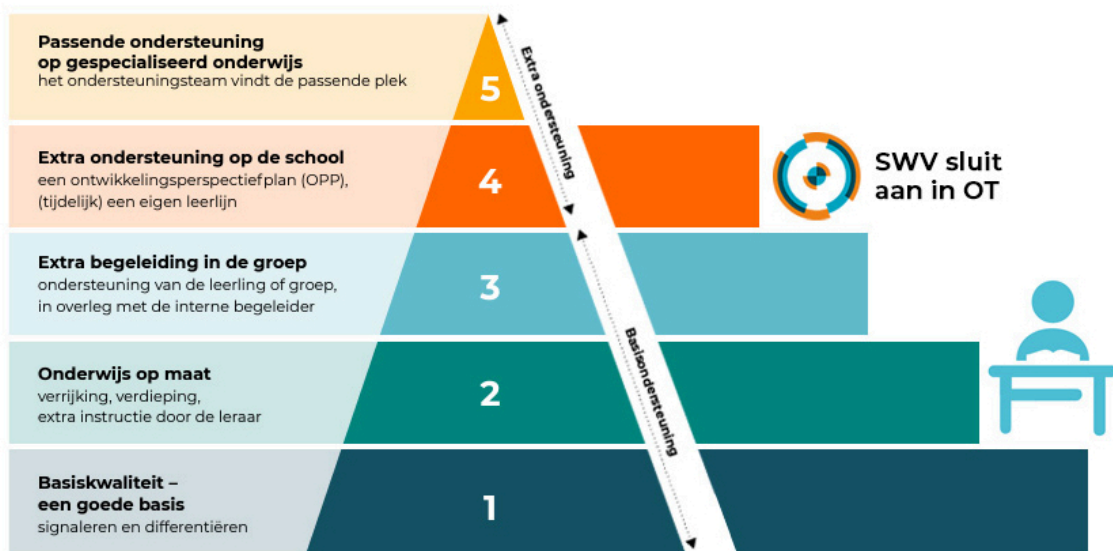 Passende ondersteuning
op gespecialiseerd onderwijs
het ondersteuningsteam vindt de passende plek
5
Extra ondersteuning
Extra ondersteuning op de school
een ontwikkelingsperspectiefplan (OPP),
(tijdelijk) een eigen leerlijn
4
SWV sluit
aan in OT
Extra begeleiding in de groep
ondersteuning van de leerling of groep,
in overleg met de interne begeleider
3
Basisondersteuning
Onderwijs op maat
verrijking, verdieping,
extra instructie door de leraar
2
Basiskwaliteit –
een goede basis
signaleren en differentiëren
1